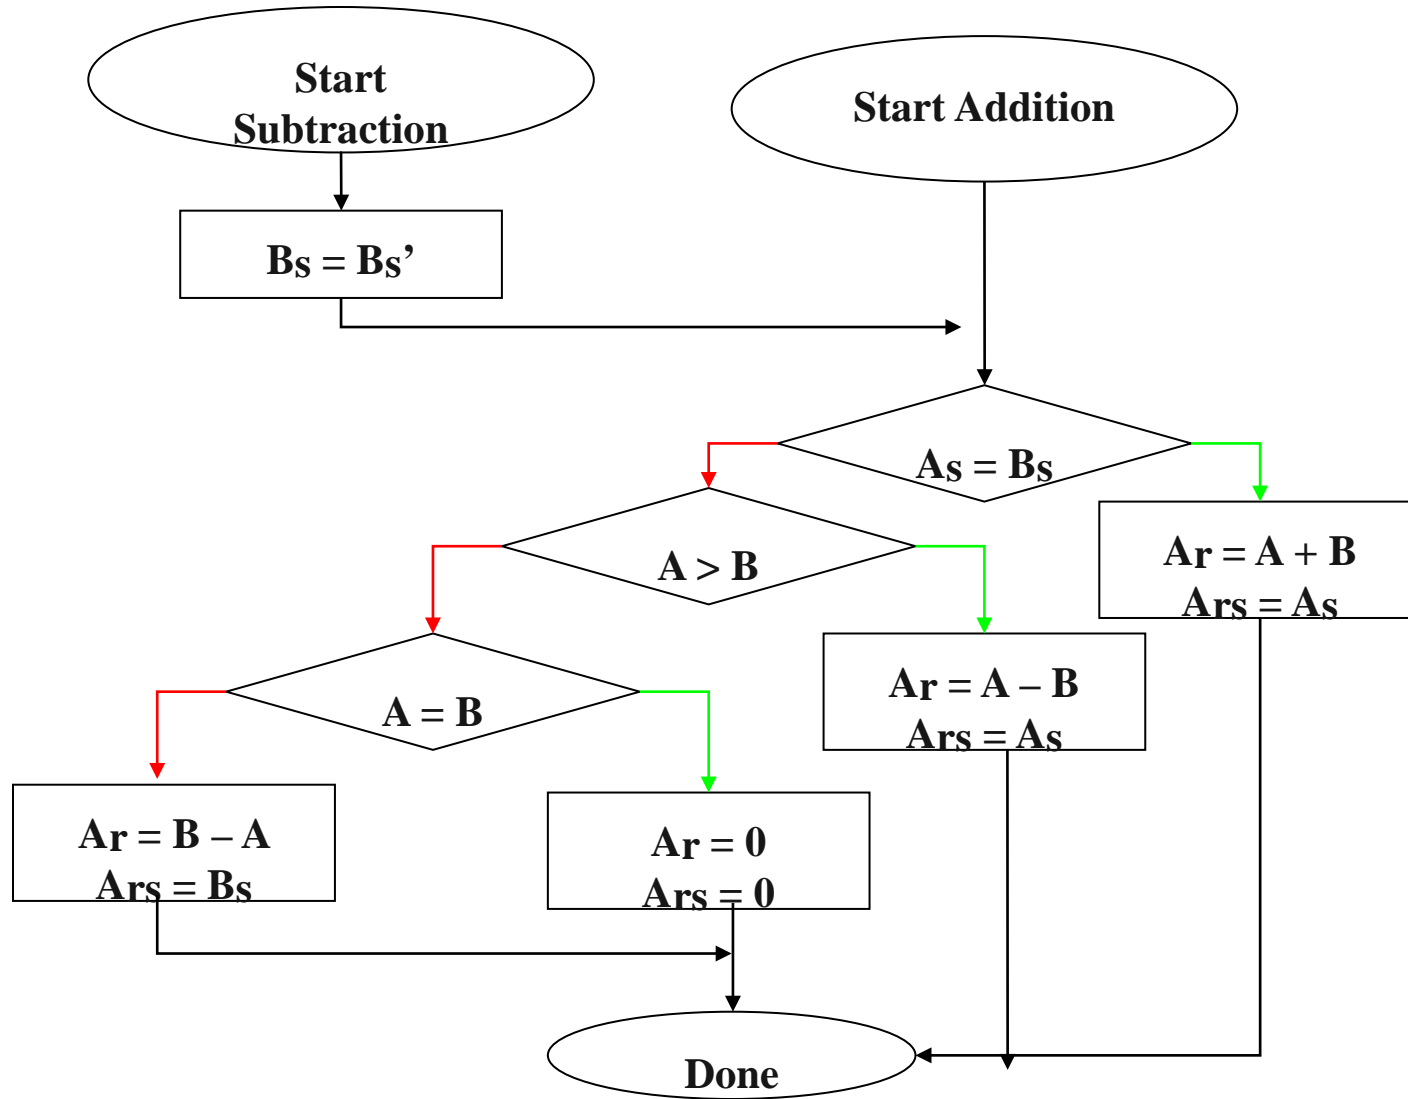 Start
Subtraction
Start Addition
Bs = Bs’
As = Bs
A > B
Ar = A + B
Ars = As
A = B
Ar = A – B
Ars = As
Ar = B – A
Ars = Bs
Ar = 0
Ars = 0
Done